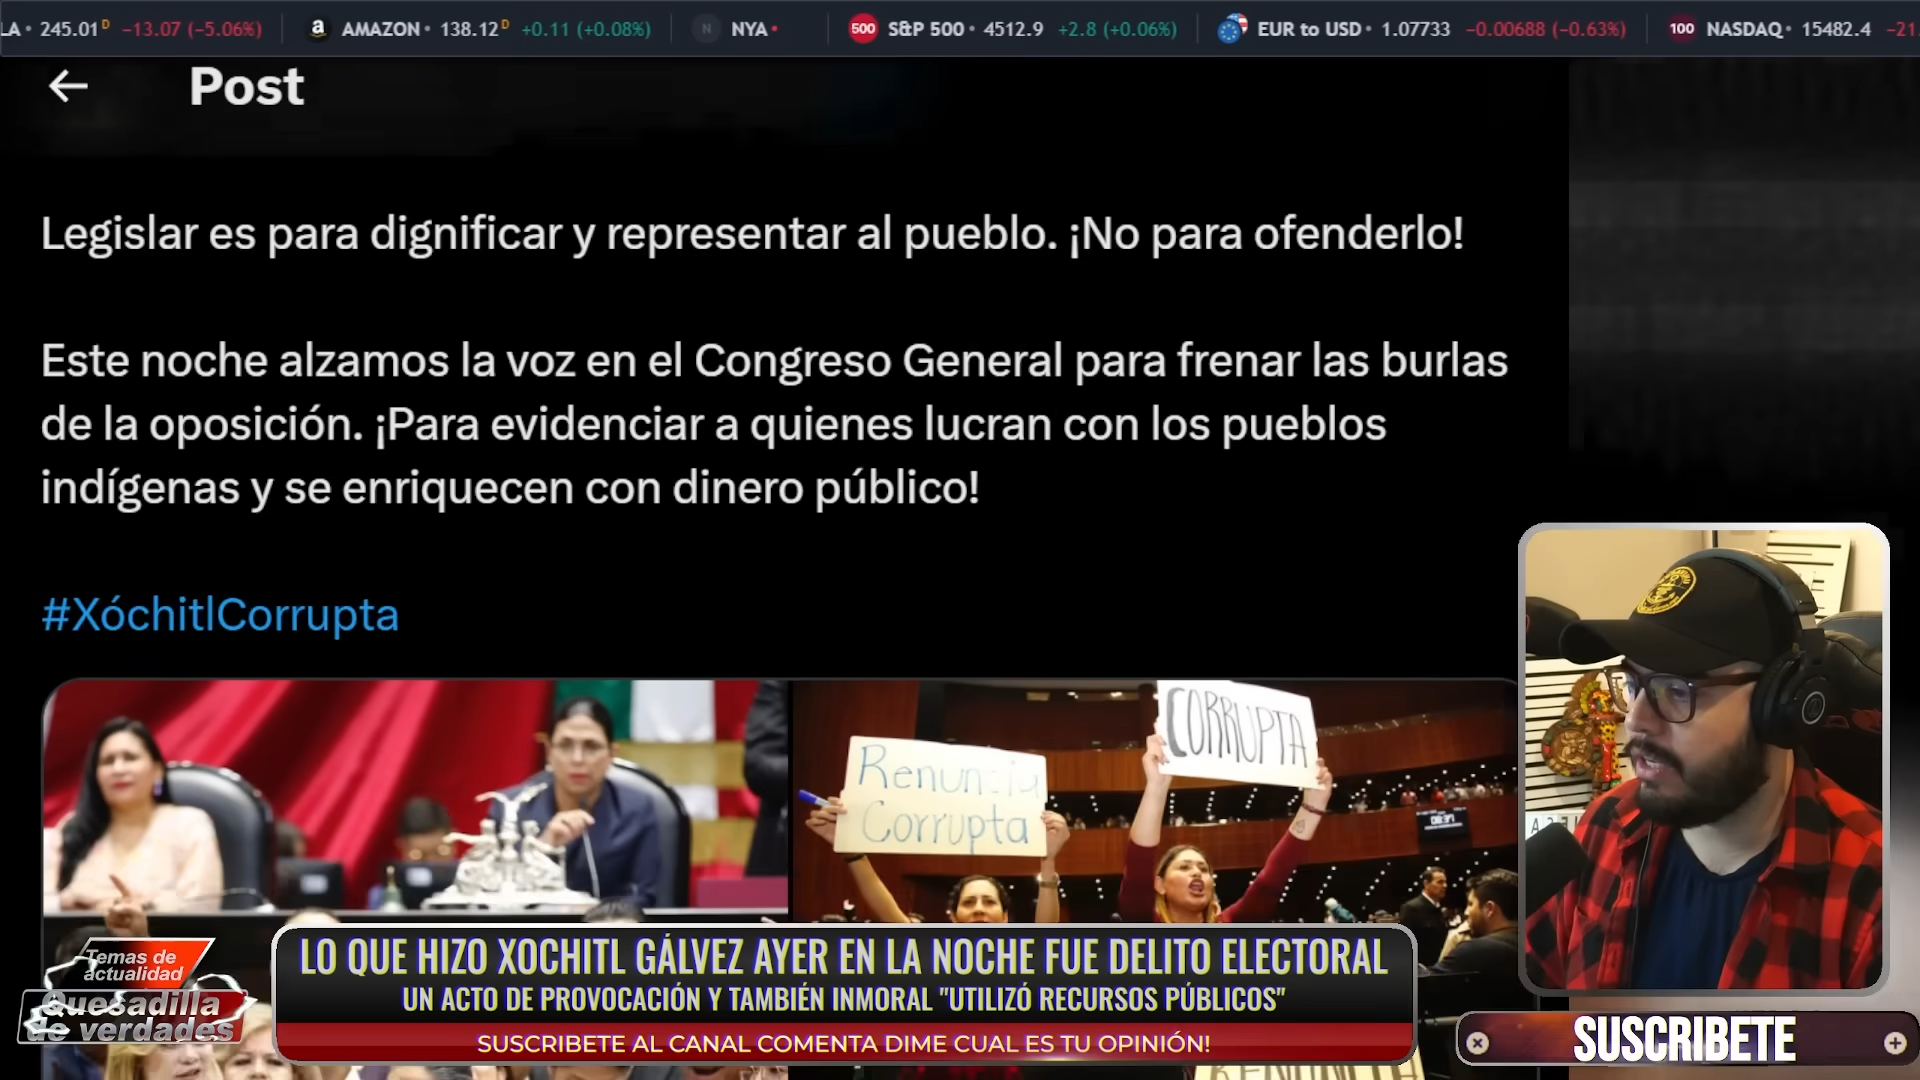 LA• 245.01 D −13.07 (−5.06%) a AMAZON• 138.12 D +0.11 (+0.08%) N NYA• 500 S&P 500• 4512.9 +2.8 (+0.06%) EUR to USD• 1.07733 −0.00688 (−0.63%) 100 NASDAQ• 15482.4 −21
Post
Legislar es para dignificar y representar al pueblo. ¡No para ofenderlo!
Este noche alzamos la voz en el Congreso General para frenar las burlas
de la oposición. ¡Para evidenciar a quienes lucran con los pueblos
indígenas y se enriquecen con dinero público!
#XóchitlCorrupta
Renuncia
Corrupta
CORRUPTA
Temas de
actualidad
Quesadilla
de verdades
LO QUE HIZO XOCHITL GÁLVEZ AYER EN LA NOCHE FUE DELITO ELECTORAL
UN ACTO DE PROVOCACIÓN Y TAMBIÉN INMORAL "UTILIZÓ RECURSOS PÚBLICOS"
SUSCRIBETE AL CANAL COMENTA DIME CUAL ES TU OPINIÓN!
SUSCRIBETE